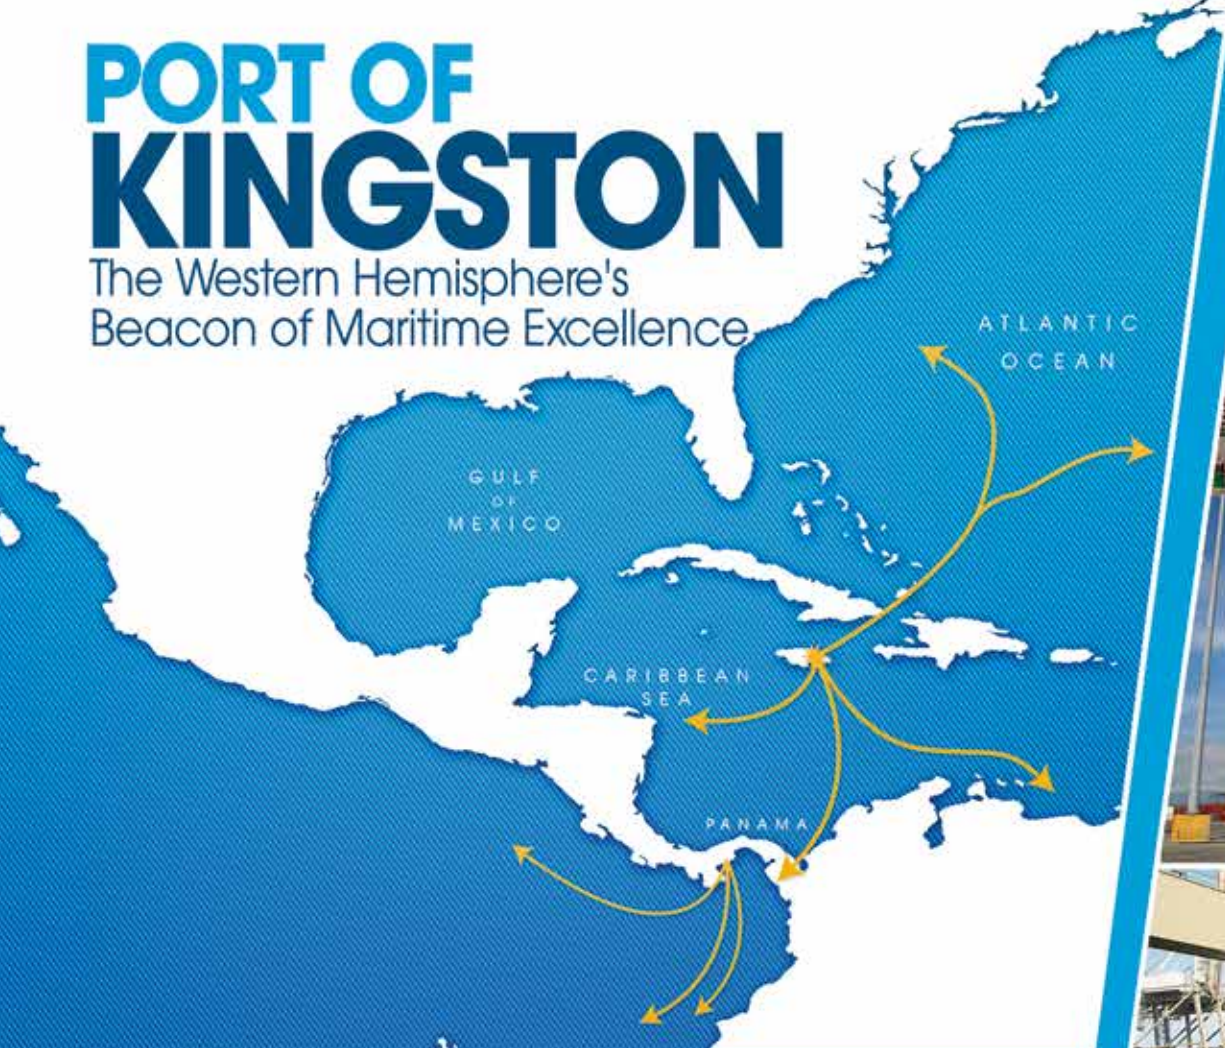 PORT OF
KINGSTON
The Western Hemisphere's
Beacon of Maritime Excellence
ATLANTIC
OCEAN
GULF
OF
MEXICO
CARIBBEAN
SEA
PANAMA